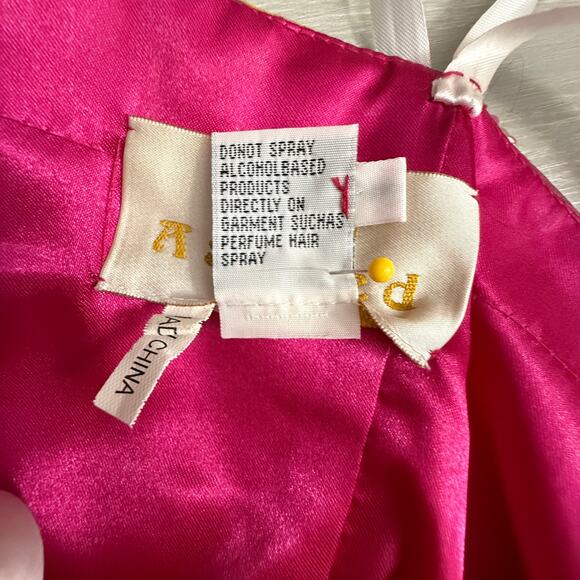 DONOT SPRAY
ALCOHOLBASED
PRODUCTS
DIRECTLY ON
GARMENT SUCHAS
PERFUME HAIR
SPRAY
CHINA